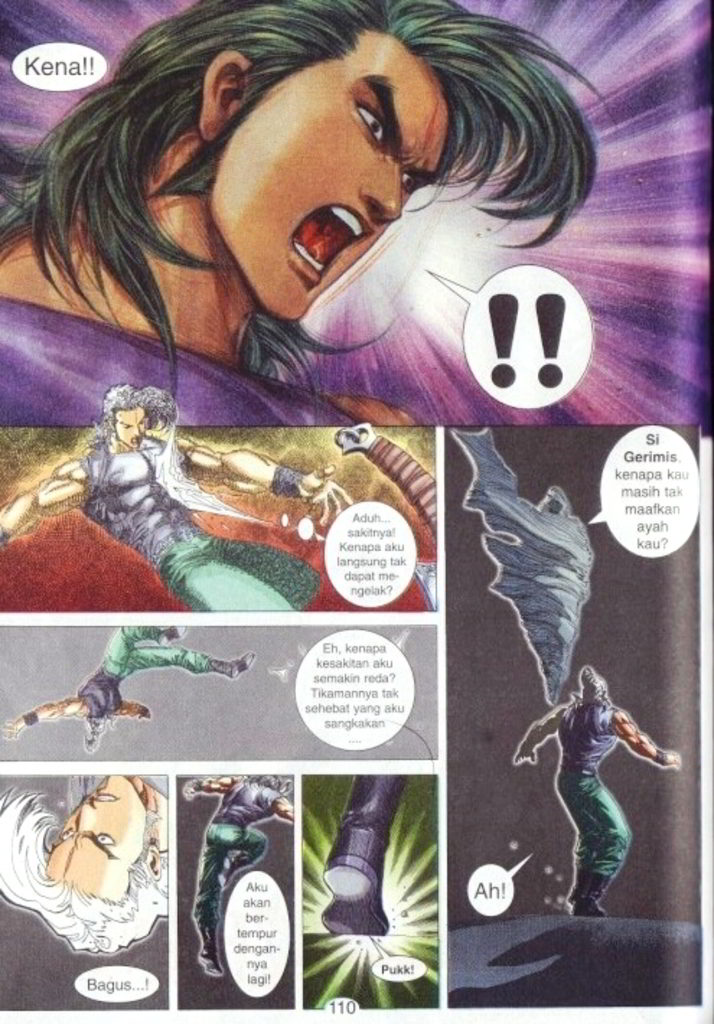 Kena!!
!!
Aduh...
sakitnya!
Kenapa aku
langsung tak
dapat me-
ngelak?
Eh, kenapa
kesakitan aku
semakin reda?
Tikamannya tak
sehebat yang aku
sangkakan
....
Bagus...!
Aku
akan
ber-
tempur
dengan-
nya
lagi!
Pukk!
Si
Gerimis,
kenapa kau
masih tak
maafkan
ayah
kau?
Ah!
110